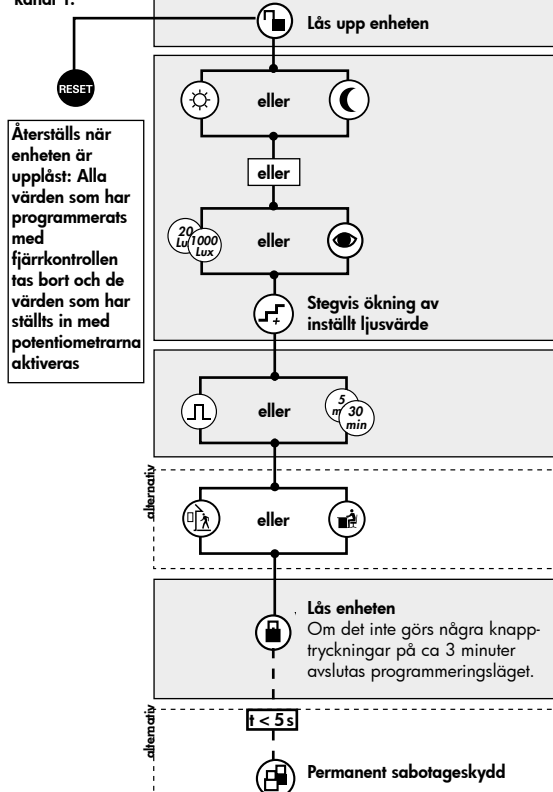 kanal 1.
Lås upp enheten
RESET
eller
Återställs när
enheten är
upplåst: Alla
värden som har
programmerats
med
fjärrkontrollen
tas bort och de
värden som har
ställts in med
potentiometrarna
aktiveras
eller
20
Lux
1000
Lux
eller
Stegvis ökning av
inställt ljusvärde
+
eller
5
30
min
alternativ
eller
Lås enheten
Om det inte görs några knapp-
tryckningar på ca 3 minuter
avslutas programmeringsläget.
alternativ
t < 5 s
Permanent sabotageskydd